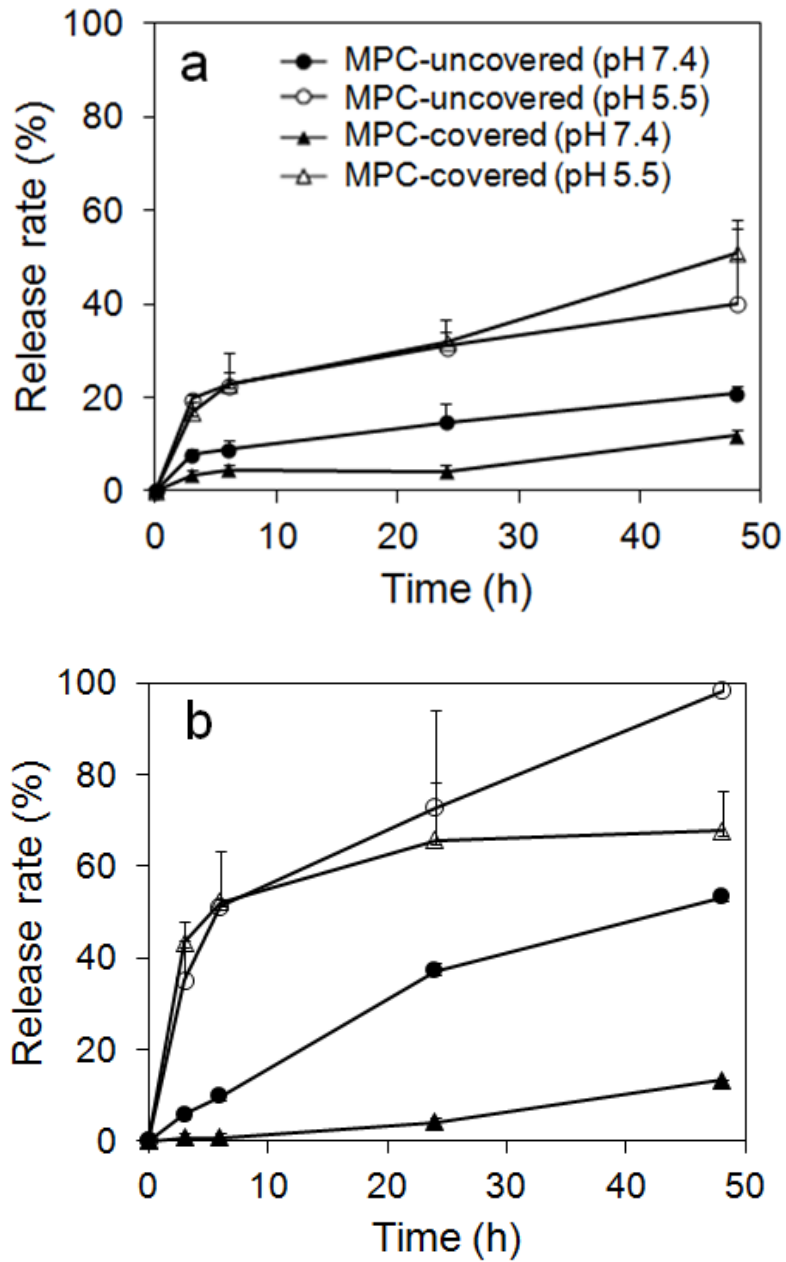 100
a
MPC-uncovered (pH 7.4)
MPC-uncovered (pH 5.5)
MPC-covered (pH 7.4)
MPC-covered (pH 5.5)
80
60
40
20
0
Release rate (%)
0 10 20 30 40 50
Time (h)
100
b
80
60
40
20
0
Release rate (%)
0 10 20 30 40 50
Time (h)